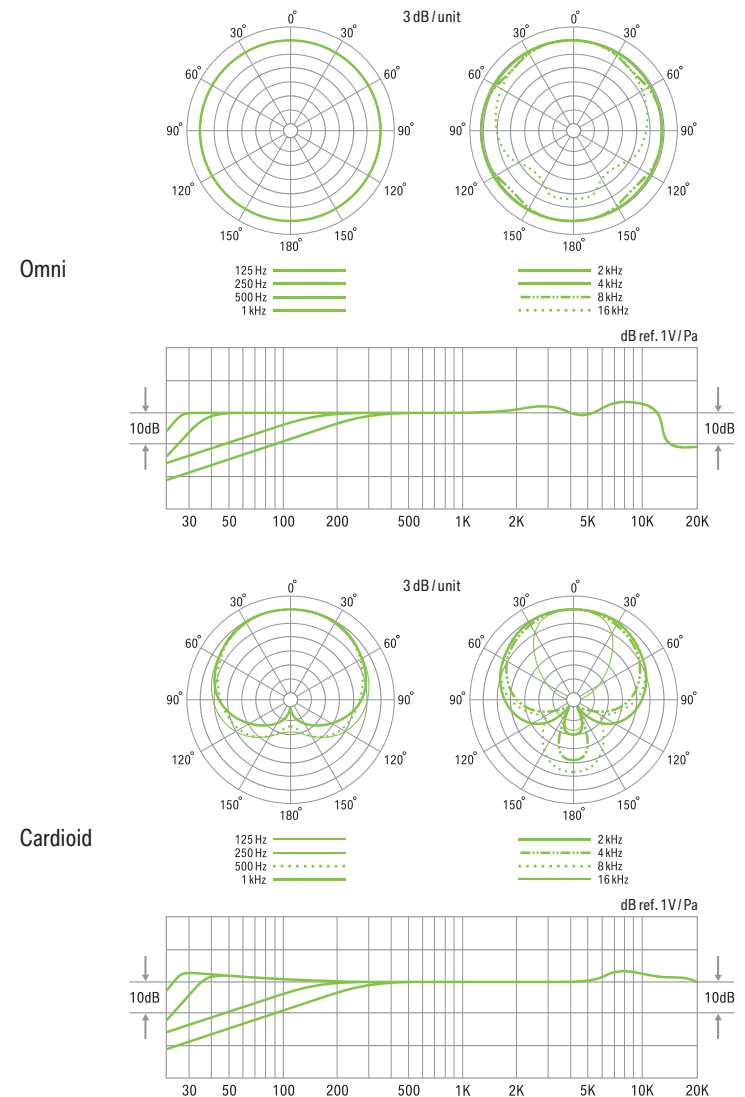 3 dB / unit
0° 0°
30° 30° 30° 30°
60° 60° 60° 60°
90° 90° 90° 90°
120° 120° 120° 120°
150° 150° 150° 150°
180° 180°
Omni
125 Hz 2 kHz
250 Hz 4 kHz
500 Hz 8 kHz
1 kHz 16 kHz
dB ref. 1 V / Pa
10dB 10dB
30 50 100 200 500 1K 2K 5K 10K 20K
3 dB / unit
0° 0°
30° 30° 30° 30°
60° 60° 60° 60°
90° 90° 90° 90°
120° 120° 120° 120°
150° 150° 150° 150°
180° 180°
Cardioid
125 Hz 2 kHz
250 Hz 4 kHz
500 Hz 8 kHz
1 kHz 16 kHz
dB ref. 1 V / Pa
10dB 10dB
30 50 100 200 500 1K 2K 5K 10K 20K